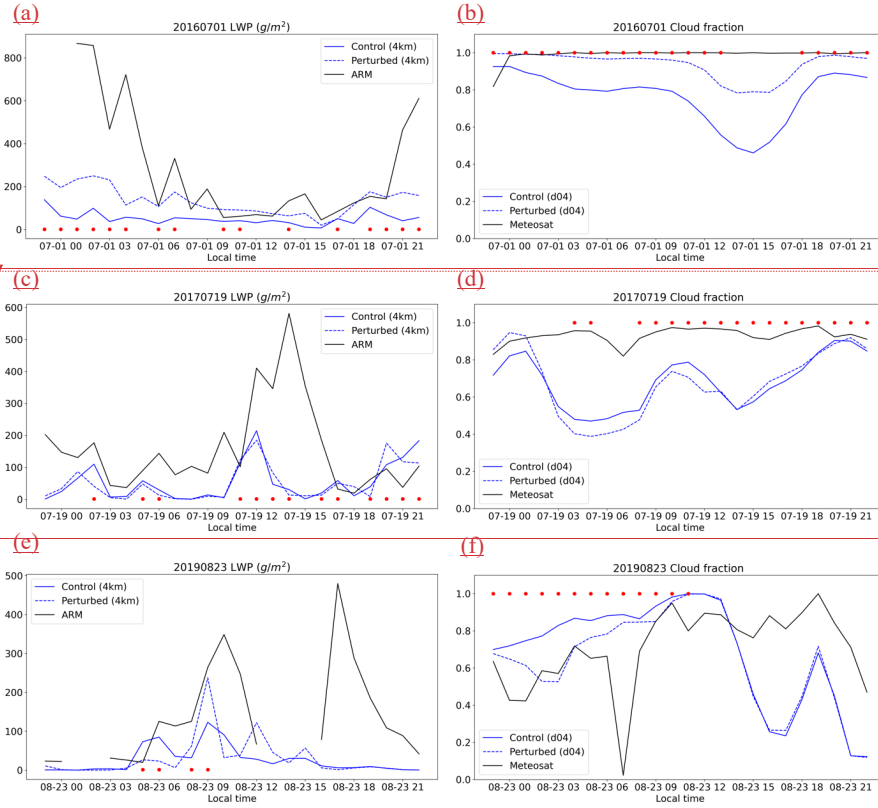 (a)
20160701 LWP (g/m²)
Control (4km)
Perturbed (4km)
ARM
800
600
400
200
0
07-01 00 07-01 03 07-01 06 07-01 09 07-01 12 07-01 15 07-01 18 07-01 21
Local time
(b)
20160701 Cloud fraction
1.0
0.8
0.6
0.4
0.2
0.0
Control (d04)
Perturbed (d04)
Meteosat
07-01 00 07-01 03 07-01 06 07-01 09 07-01 12 07-01 15 07-01 18 07-01 21
Local time
(c)
20170719 LWP (g/m²)
Control (4km)
Perturbed (4km)
ARM
600
500
400
300
200
100
0
07-19 00 07-19 03 07-19 06 07-19 09 07-19 12 07-19 15 07-19 18 07-19 21
Local time
(d)
20170719 Cloud fraction
1.0
0.8
0.6
0.4
0.2
0.0
Control (d04)
Perturbed (d04)
Meteosat
07-19 00 07-19 03 07-19 06 07-19 09 07-19 12 07-19 15 07-19 18 07-19 21
Local time
(e)
20190823 LWP (g/m²)
Control (4km)
Perturbed (4km)
ARM
500
400
300
200
100
0
08-23 00 08-23 03 08-23 06 08-23 09 08-23 12 08-23 15 08-23 18 08-23 21
Local time
(f)
20190823 Cloud fraction
1.0
0.8
0.6
0.4
0.2
0.0
Control (d04)
Perturbed (d04)
Meteosat
08-23 00 08-23 03 08-23 06 08-23 09 08-23 12 08-23 15 08-23 18 08-23 21
Local time